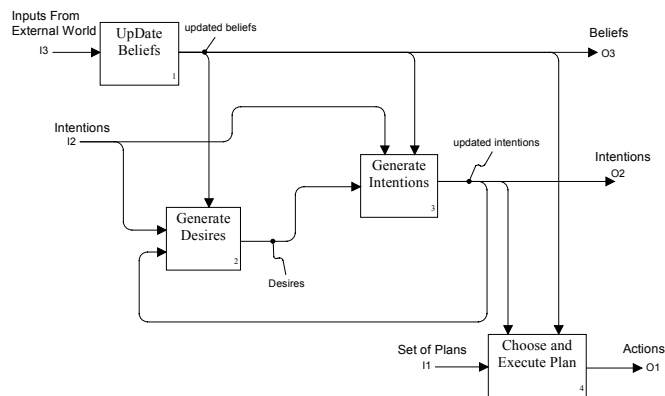 Inputs From
External World
I3
UpDate
Beliefs
1
updated beliefs
Beliefs
O3
Intentions
I2
Generate
Intentions
3
updated intentions
Intentions
O2
Generate
Desires
2
Desires
Set of Plans
I1
Choose and
Execute Plan
4
Actions
O1